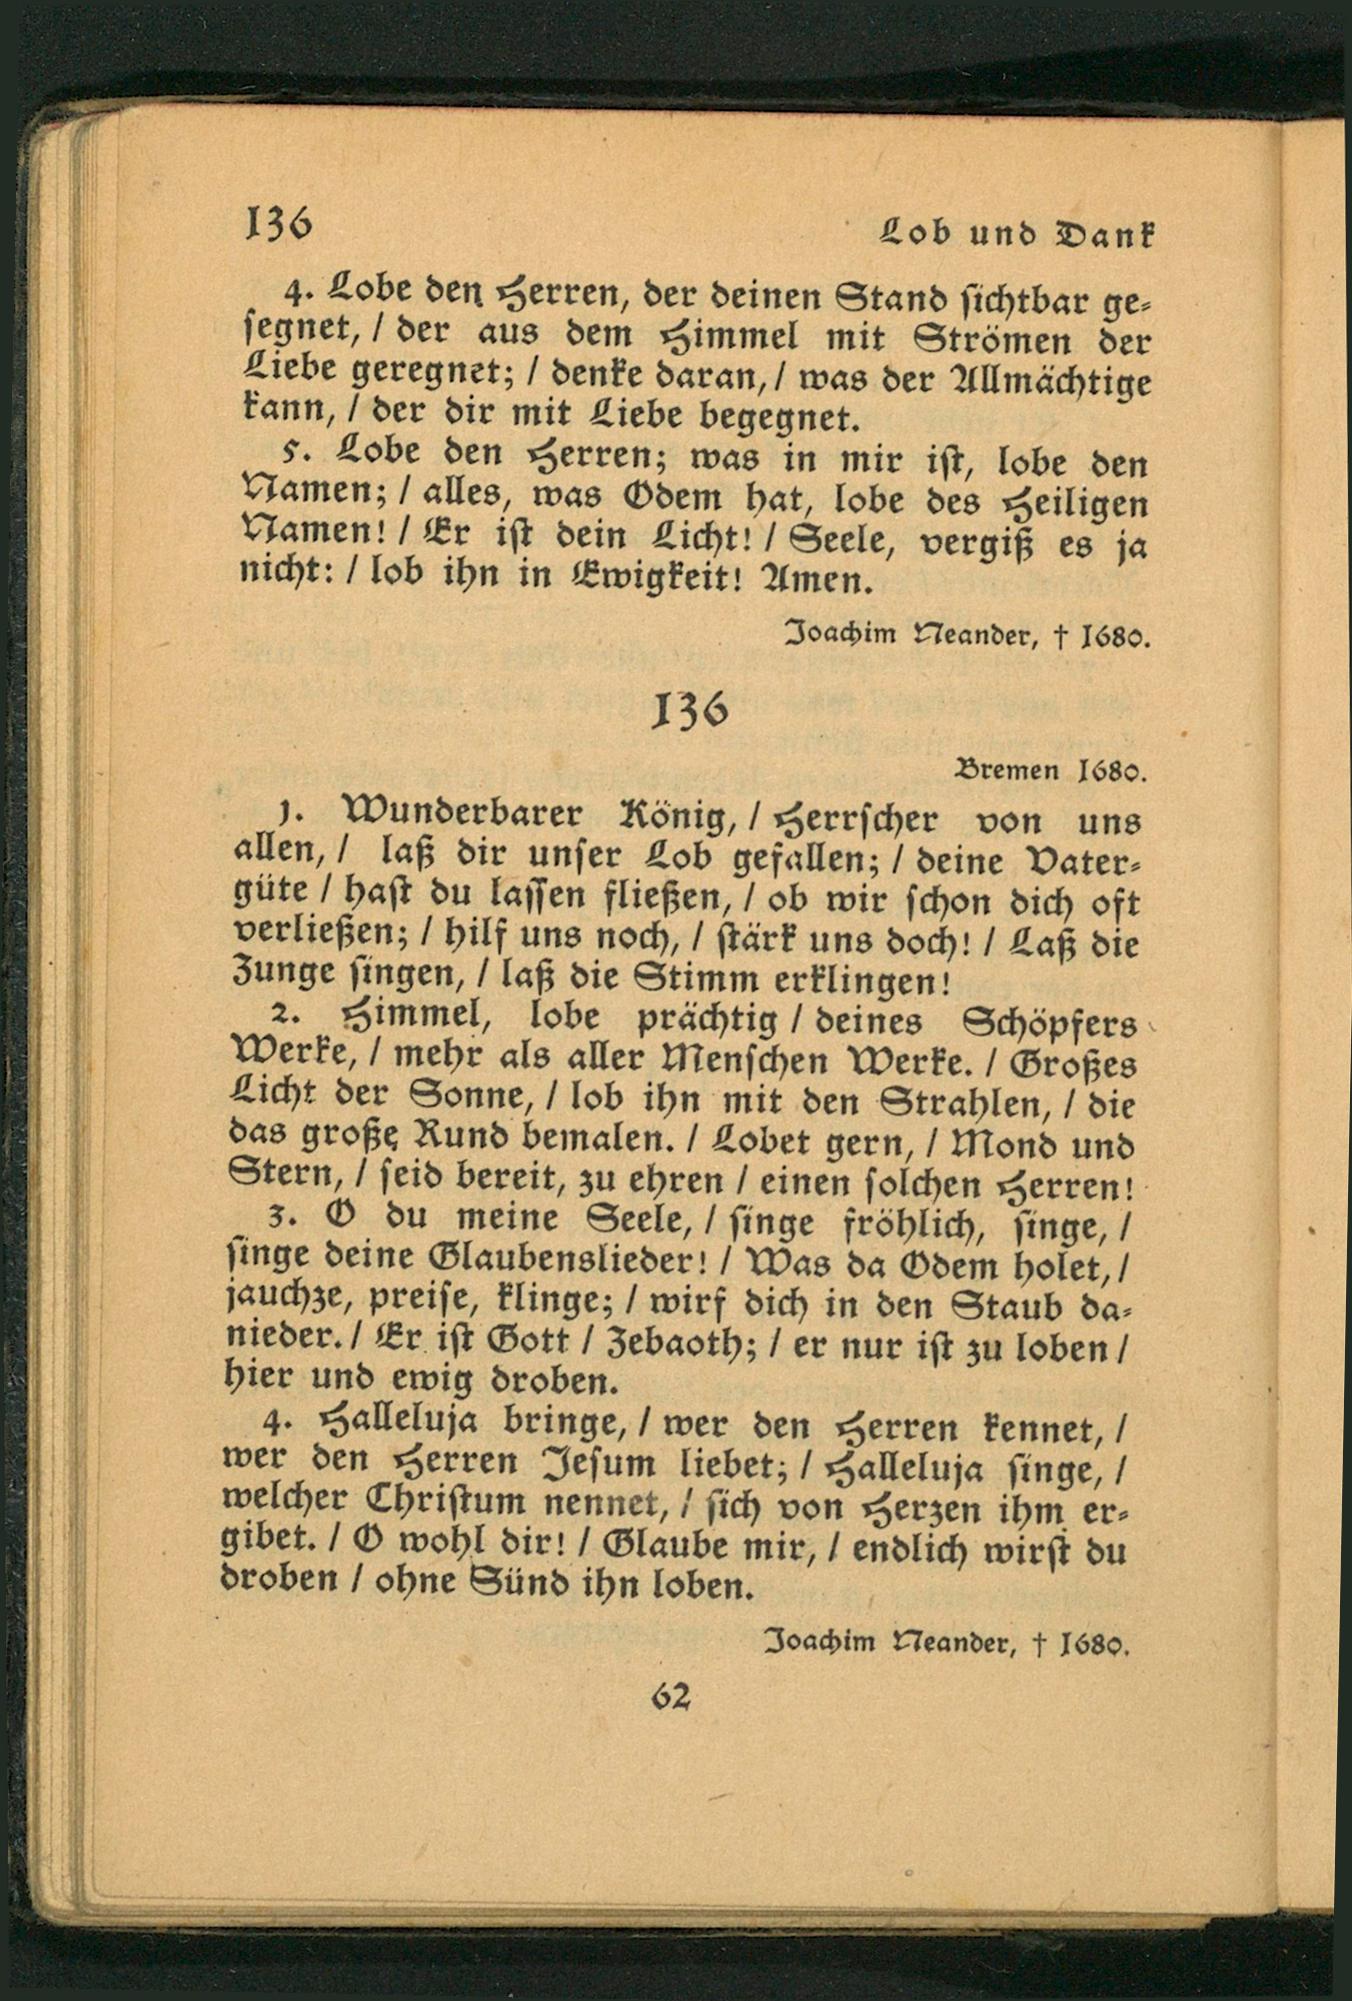 136
Lob und Dank
4. Lobe den Herren, der deinen Stand sichtbar ge-
segnet, / der aus dem Himmel mit Strömen der
Liebe geregnet; / denke daran, / was der Allmächtige
kann, / der dir mit Liebe begegnet.
5. Lobe den Herren; was in mir ist, lobe den
Namen; / alles, was Odem hat, lobe des Heiligen
Namen! / Er ist dein Licht! / Seele, vergiß es ja
nicht: / lob ihn in Ewigkeit! Amen.
Joachim Neander, † 1680.
136
Bremen 1680.
1. Wunderbarer König, / Herrscher von uns
allen, / laß dir unser Lob gefallen; / deine Vater-
güte / hast du lassen fließen, / ob wir schon dich oft
verließen; / hilf uns noch, / stärk uns doch! / Laß die
Zunge singen, / laß die Stimm erklingen!
2. Himmel, lobe prächtig / deines Schöpfers
Werke, / mehr als aller Menschen Werke. / Großes
Licht der Sonne, / lob ihn mit den Strahlen, / die
das große Rund bemalen. / Lobet gern, / Mond und
Stern, / seid bereit, zu ehren / einen solchen Herren!
3. O du meine Seele, / singe fröhlich, singe, /
singe deine Glaubenslieder! / Was da Odem holet, /
jauchze, preise, klinge; / wirf dich in den Staub da-
nieder. / Er ist Gott / Zebaoth; / er nur ist zu loben /
hier und ewig droben.
4. Halleluja bringe, / wer den Herren kennet, /
wer den Herren Jesum liebet; / Halleluja singe, /
welcher Christum nennet, / sich von Herzen ihm er-
gibet. / O wohl dir! / Glaube mir, / endlich wirst du
droben / ohne Sünd ihn loben.
Joachim Neander, † 1680.
62